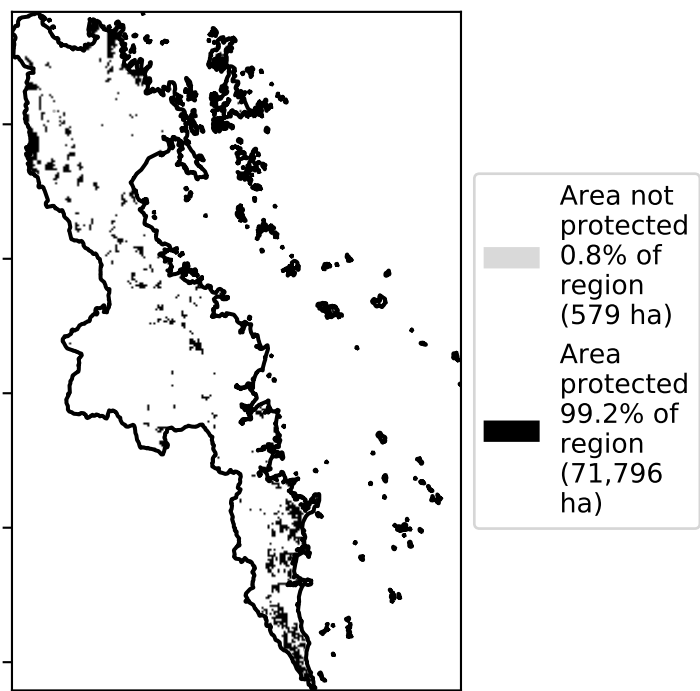 Area not
protected
0.8% of
region
(579 ha)
Area
protected
99.2% of
region
(71,796
ha)